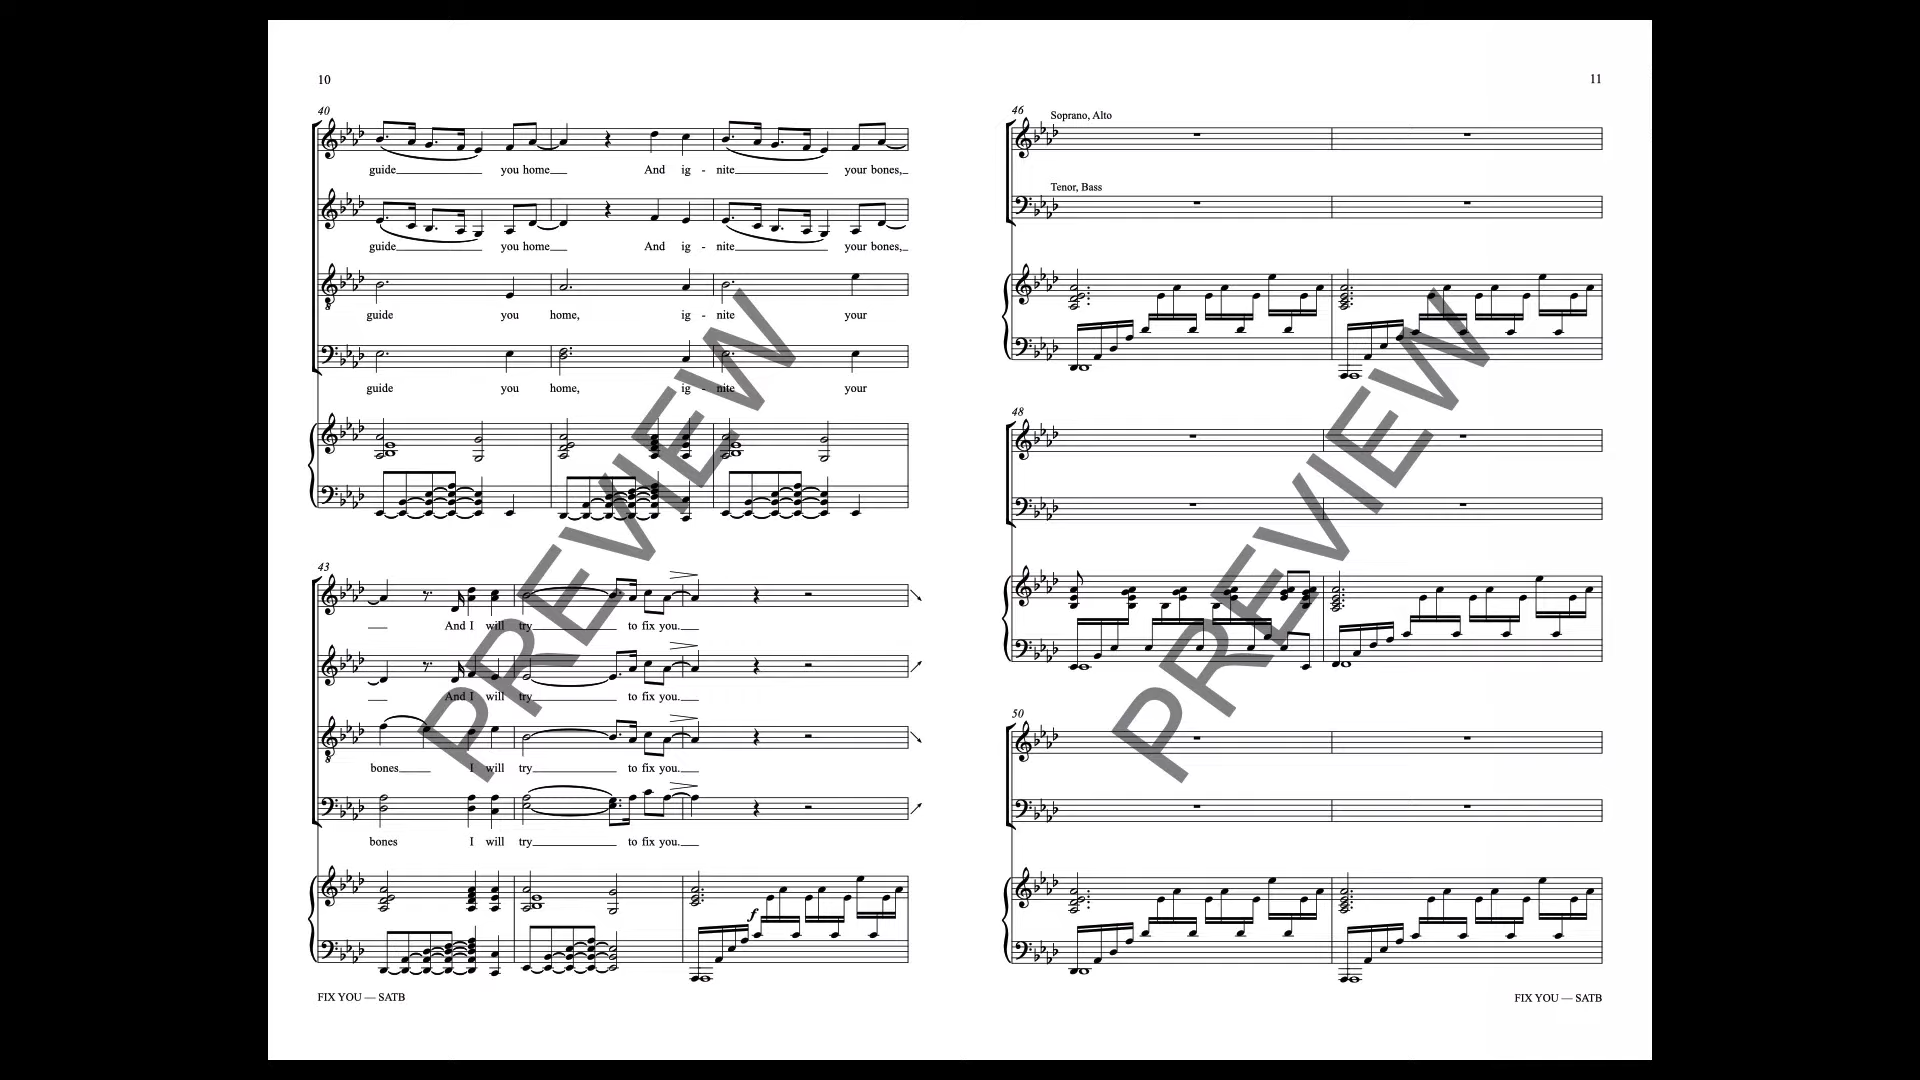 10
40
guide you home And ig - nite your bones,
guide you home And ig - nite your bones,
guide you home, ig - nite your
guide you home, ig - nite your
43
And I will try to fix you.
And I will try to fix you.
bones I will try to fix you.
bones I will try to fix you.
f
FIX YOU — SATB
PREVIEW
11
46
Soprano, Alto
Tenor, Bass
48
50
FIX YOU — SATB
PREVIEW